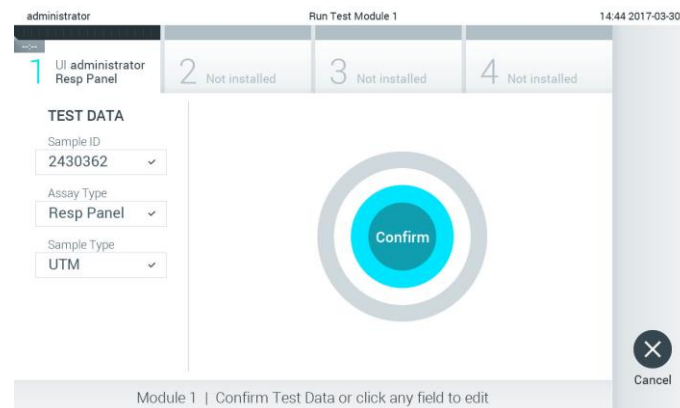 administrator
Run Test Module 1
14:44 2017-03-30
--:--
1 UI administrator
Resp Panel
2 Not installed
3 Not installed
4 Not installed
TEST DATA
Sample ID
2430362
Assay Type
Resp Panel
Sample Type
UTM
Confirm
Cancel
Module 1 | Confirm Test Data or click any field to edit